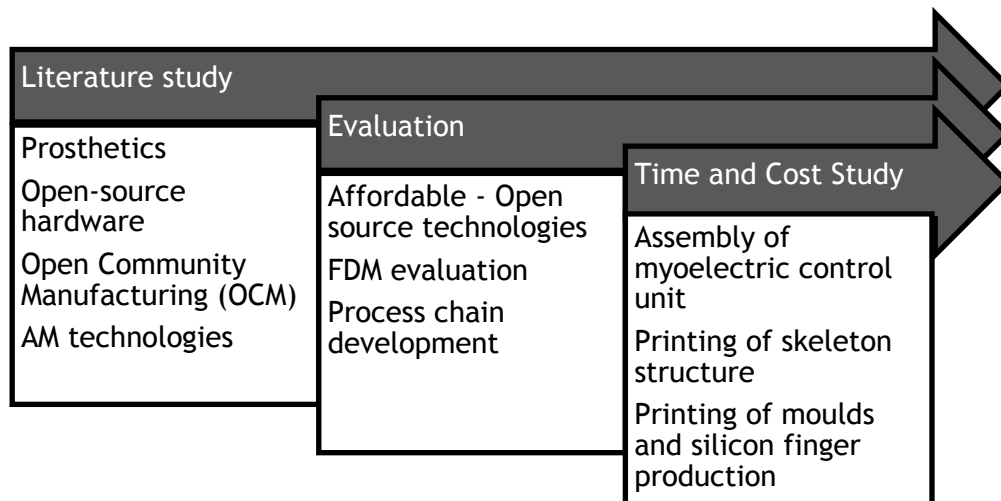 Literature study
Prosthetics
Open-source
hardware
Open Community
Manufacturing (OCM)
AM technologies
Evaluation
Affordable - Open
source technologies
FDM evaluation
Process chain
development
Time and Cost Study
Assembly of
myoelectric control
unit
Printing of skeleton
structure
Printing of moulds
and silicon finger
production